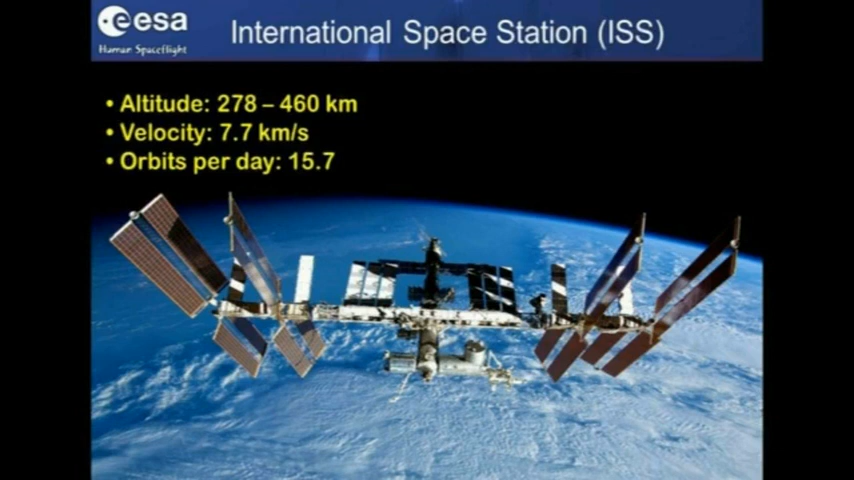 esa
Human Spaceflight
International Space Station (ISS)
• Altitude: 278 – 460 km
• Velocity: 7.7 km/s
• Orbits per day: 15.7